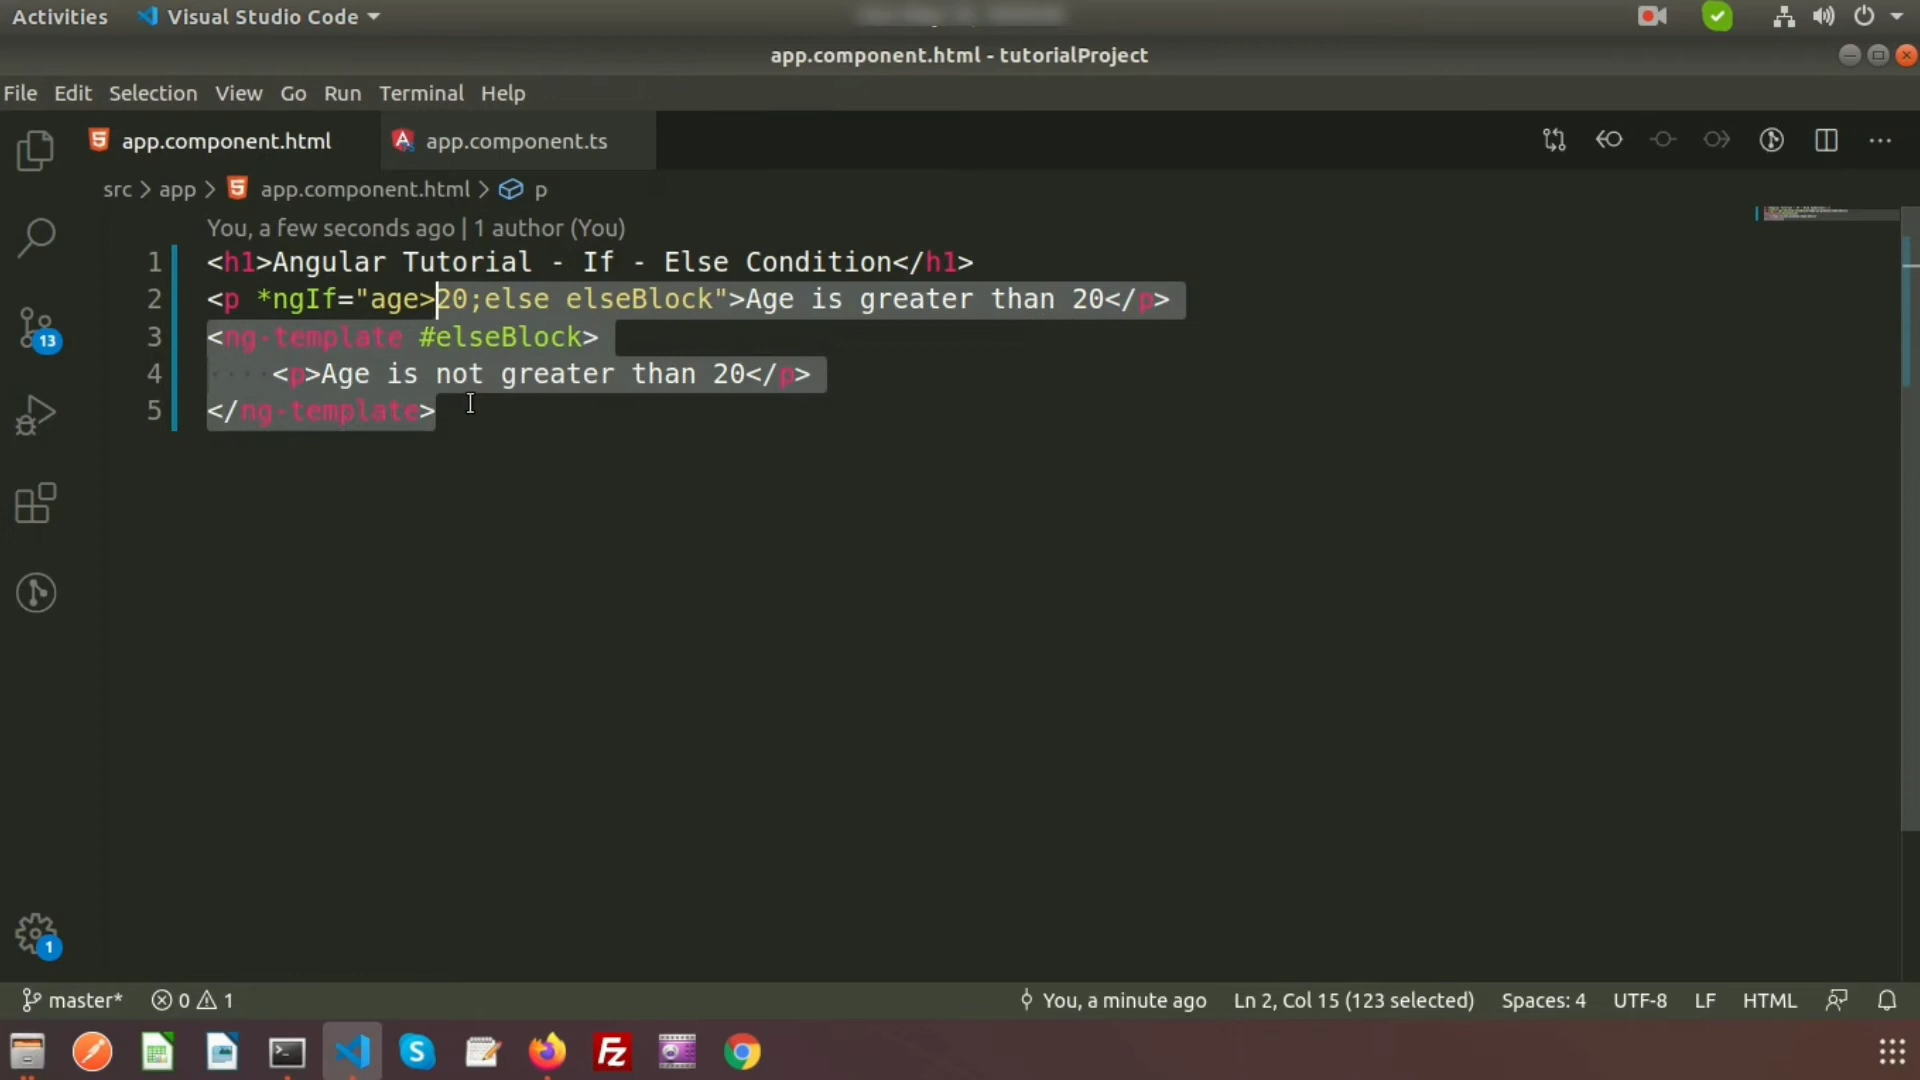 Activities Visual Studio Code
app.component.html - tutorialProject
File Edit Selection View Go Run Terminal Help
app.component.html app.component.ts
src > app > app.component.html > p
You, a few seconds ago | 1 author (You)
1 <h1>Angular Tutorial - If - Else Condition</h1>
2 <p *ngIf="age>20;else elseBlock">Age is greater than 20</p>
3 <ng-template #elseBlock>
4 ····<p>Age is not greater than 20</p>
5 </ng-template>
13
1
master* 0 1 You, a minute ago Ln 2, Col 15 (123 selected) Spaces: 4 UTF-8 LF HTML